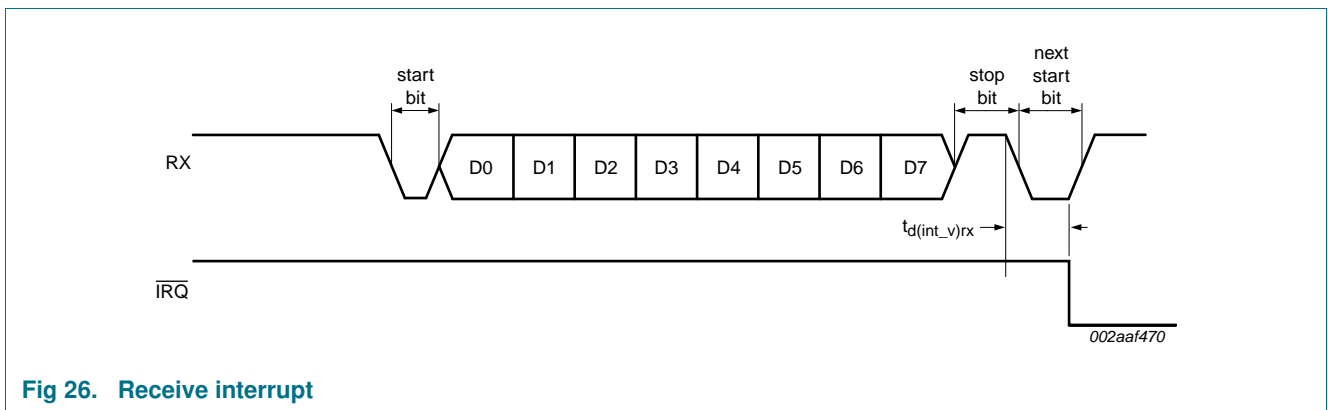 start
bit
stop
bit
next
start
bit
RX
D0 D1 D2 D3 D4 D5 D6 D7
td(int_v)rx
IRQ
002aaf470
Fig 26. Receive interrupt